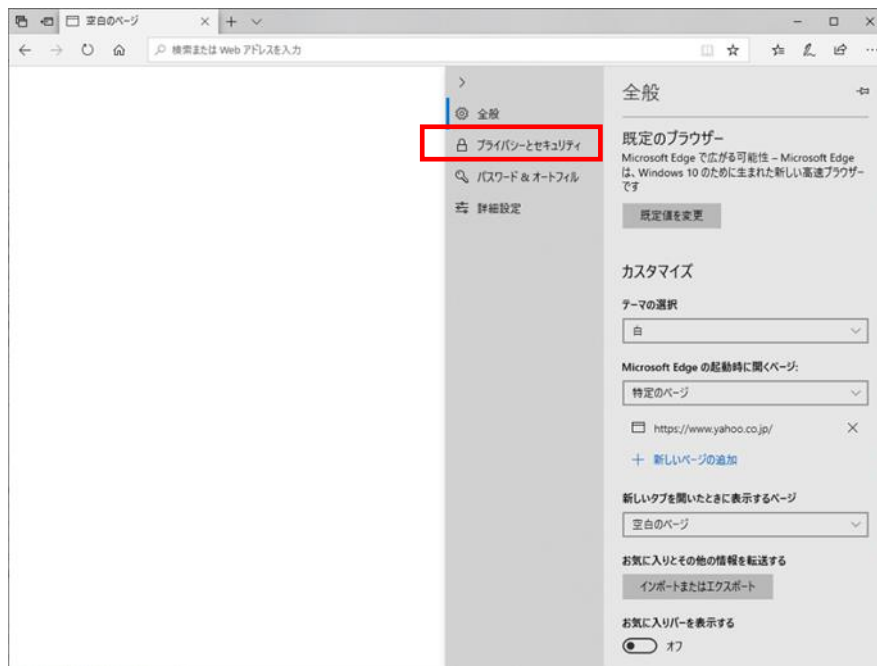 空白のページ
検索または Web アドレスを入力
全般
プライバシーとセキュリティ
パスワード & オートフィル
詳細設定
全般
既定のブラウザー
Microsoft Edge で広がる可能性 – Microsoft Edge
は、Windows 10 のために生まれた新しい高速ブラウザー
です
既定値を変更
カスタマイズ
テーマの選択
白
Microsoft Edge の起動時に開くページ:
特定のページ
https://www.yahoo.co.jp/
新しいページの追加
新しいタブを開いたときに表示するページ
空白のページ
お気に入りとその他の情報を転送する
インポートまたはエクスポート
お気に入りバーを表示する
オフ